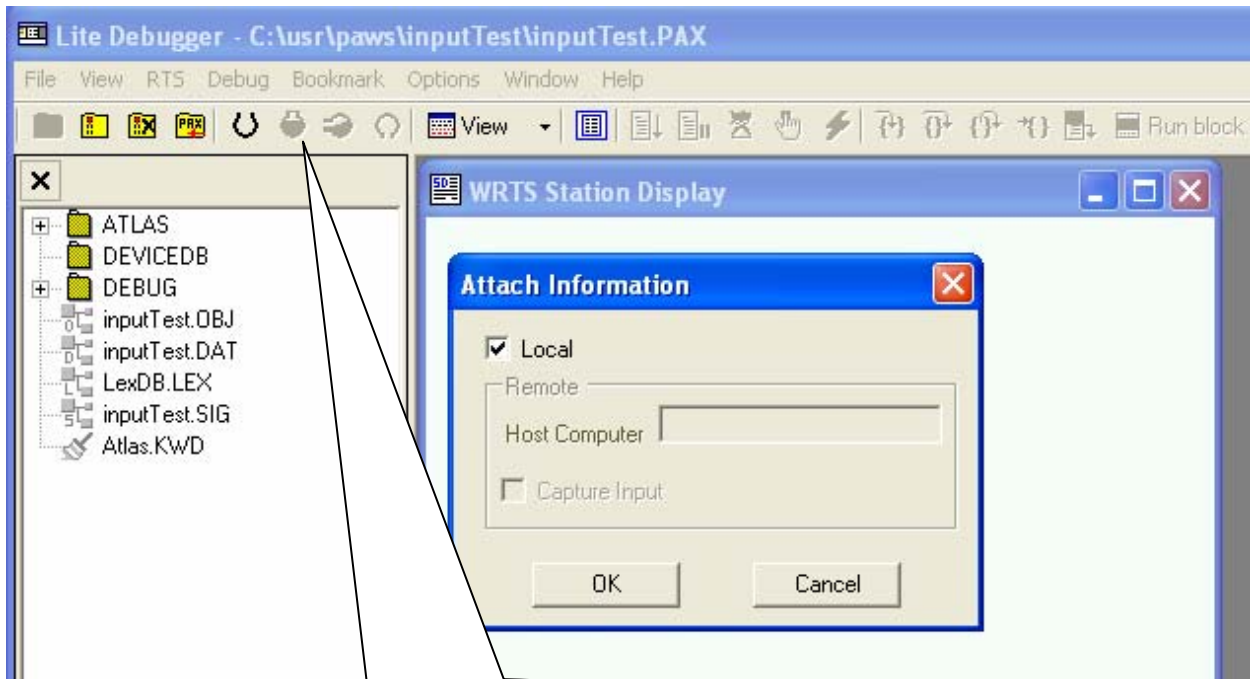 Lite Debugger - C:\usr\paws\inputTest\inputTest.PAX
File View RTS Debug Bookmark Options Window Help
PAX View Run block
WRTS Station Display
ATLAS
DEVICEDB
DEBUG
inputTest.OBJ
inputTest.DAT
LexDB.LEX
inputTest.SIG
Atlas.KWD
Attach Information
Local
Remote
Host Computer
Capture Input
OK Cancel